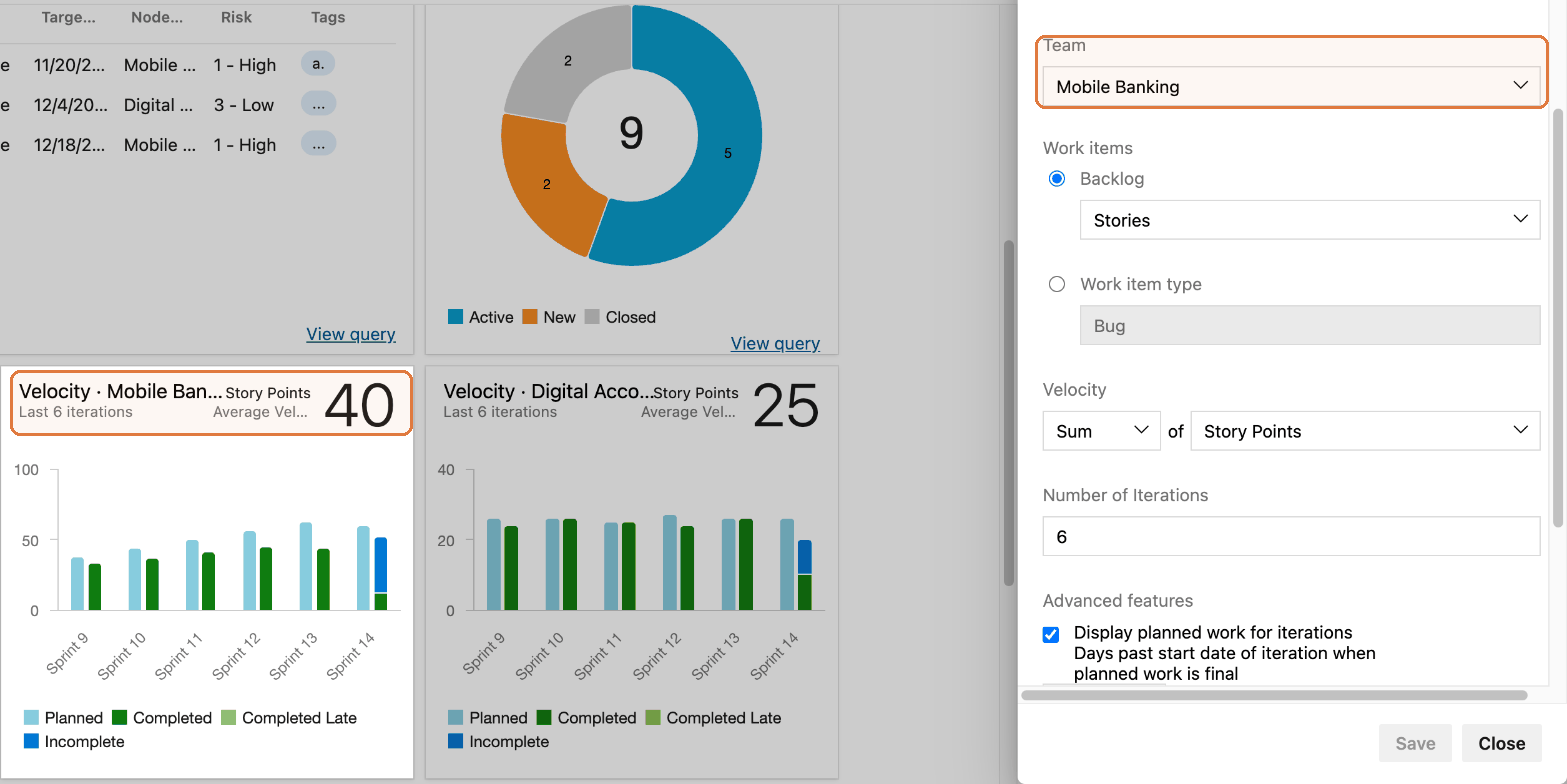 Targe... Node... Risk Tags
e 11/20/2... Mobile ... 1 - High a.
e 12/4/20... Digital ... 3 - Low ...
e 12/18/2... Mobile ... 1 - High ...
View query
2
9
5
2
Active New Closed
View query
Velocity · Mobile Ban... Story Points 40
Last 6 iterations Average Vel...
100
50
0
Sprint 9 Sprint 10 Sprint 11 Sprint 12 Sprint 13 Sprint 14
Planned Completed Completed Late
Incomplete
Velocity · Digital Acco... Story Points 25
Last 6 iterations Average Vel...
40
20
0
Sprint 9 Sprint 10 Sprint 11 Sprint 12 Sprint 13 Sprint 14
Planned Completed Completed Late
Incomplete
Team
Mobile Banking
Work items
Backlog
Stories
Work item type
Bug
Velocity
Sum of Story Points
Number of Iterations
6
Advanced features
Display planned work for iterations
Days past start date of iteration when
planned work is final
Save Close